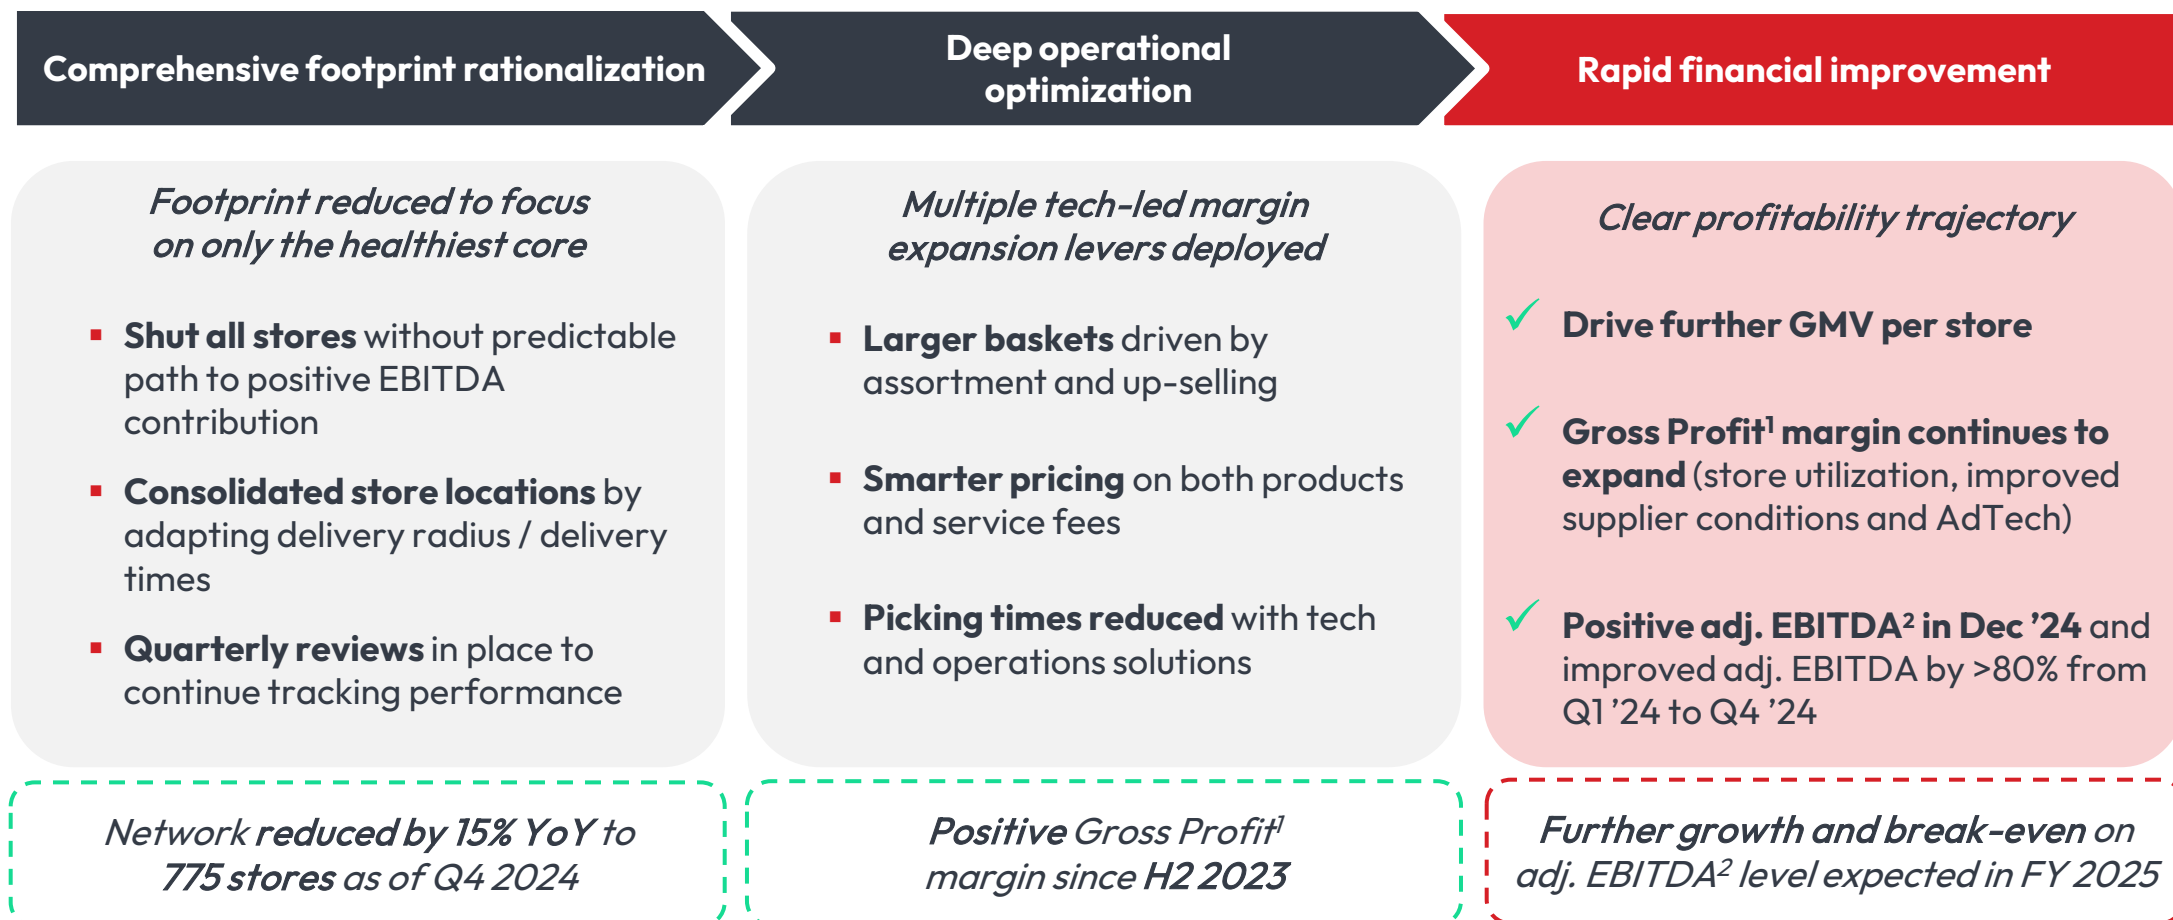 Comprehensive footprint rationalization
Deep operational
optimization
Rapid financial improvement
Footprint reduced to focus
on only the healthiest core
▪ Shut all stores without predictable
path to positive EBITDA
contribution
▪ Consolidated store locations by
adapting delivery radius / delivery
times
▪ Quarterly reviews in place to
continue tracking performance
Network reduced by 15% YoY to
775 stores as of Q4 2024
Multiple tech-led margin
expansion levers deployed
▪ Larger baskets driven by
assortment and up-selling
▪ Smarter pricing on both products
and service fees
▪ Picking times reduced with tech
and operations solutions
Positive Gross Profit¹
margin since H2 2023
Clear profitability trajectory
✓ Drive further GMV per store
✓ Gross Profit¹ margin continues to
expand (store utilization, improved
supplier conditions and AdTech)
✓ Positive adj. EBITDA² in Dec ’24 and
improved adj. EBITDA by >80% from
Q1 ’24 to Q4 ’24
Further growth and break-even on
adj. EBITDA² level expected in FY 2025